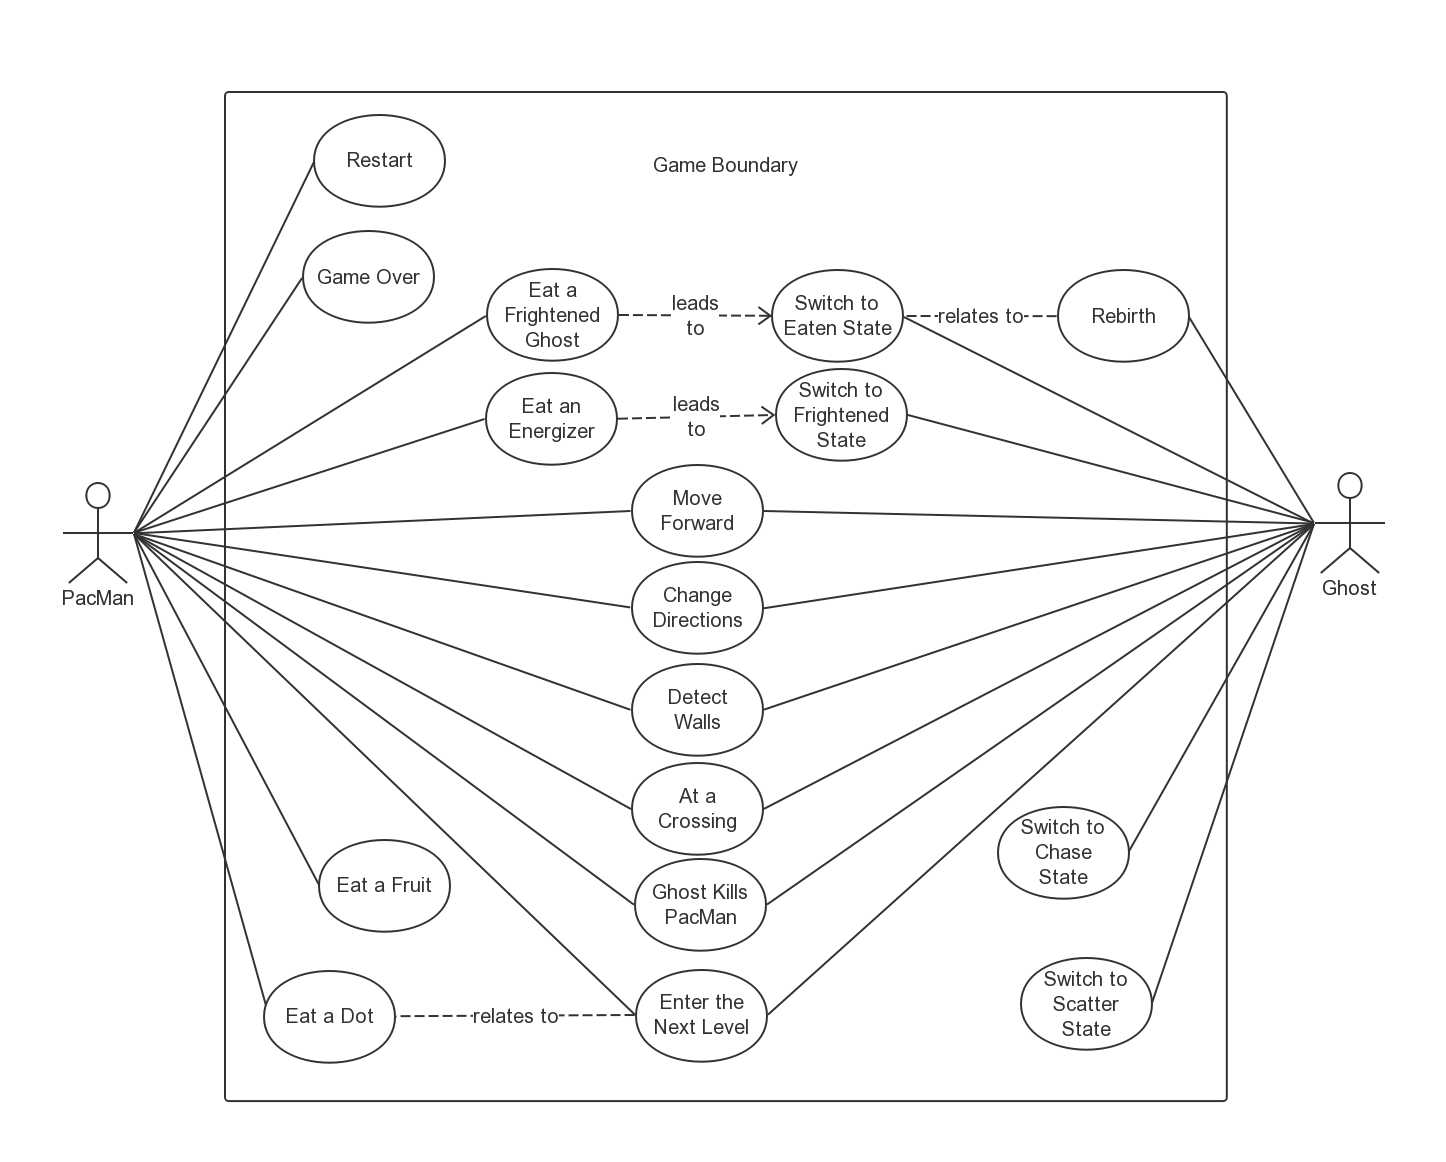 Restart
Game Boundary
Game Over
Eat a
Frightened
Ghost
leads
to
Switch to
Eaten State
relates to
Rebirth
Eat an
Energizer
leads
to
Switch to
Frightened
State
Move
Forward
PacMan
Ghost
Change
Directions
Detect
Walls
At a
Crossing
Switch to
Chase
State
Eat a Fruit
Ghost Kills
PacMan
Eat a Dot
relates to
Enter the
Next Level
Switch to
Scatter
State